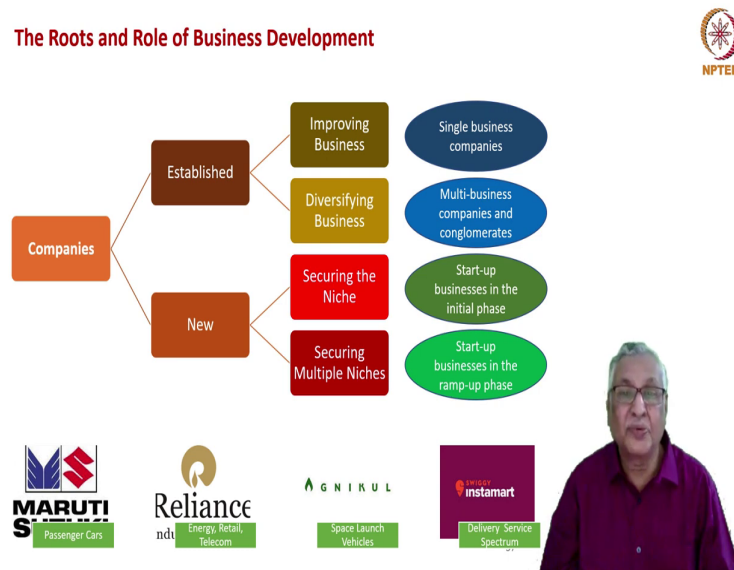 The Roots and Role of Business Development
NPTEL
Companies
Established
New
Improving
Business
Diversifying
Business
Securing the
Niche
Securing
Multiple Niches
Single business
companies
Multi-business
companies and
conglomerates
Start-up
businesses in the
initial phase
Start-up
businesses in the
ramp-up phase
MARUTI
S
Passenger Cars
Reliance
ndu
Energy, Retail,
Telecom
AGNIKUL
Space Launch
Vehicles
SWIGGY
instamart
Delivery Service
Spectrum